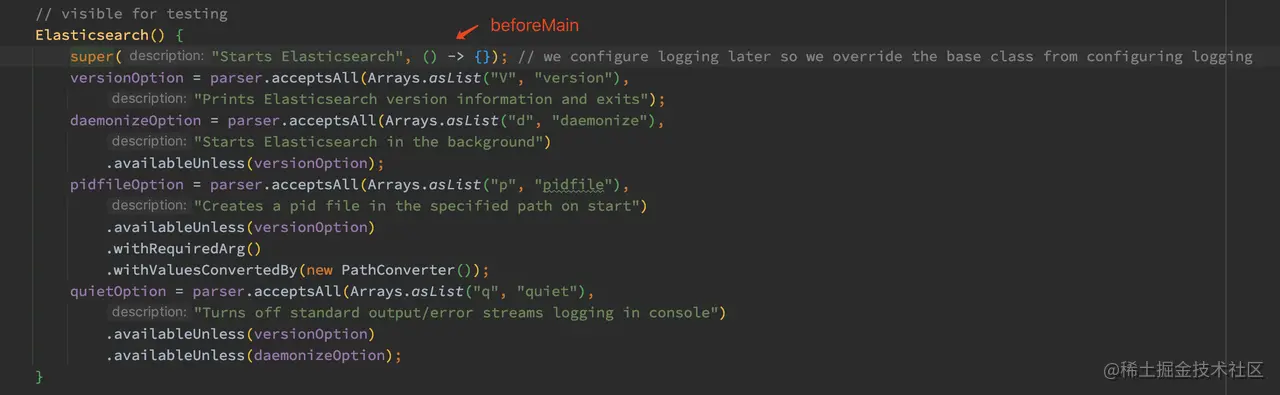 // visible for testing
beforeMain
Elasticsearch() {
super( description: "Starts Elasticsearch", () -> {}); // we configure logging later so we override the base class from configuring logging
versionOption = parser.acceptsAll(Arrays.asList("V", "version"),
description: "Prints Elasticsearch version information and exits");
daemonizeOption = parser.acceptsAll(Arrays.asList("d", "daemonize"),
description: "Starts Elasticsearch in the background")
.availableUnless(versionOption);
pidfileOption = parser.acceptsAll(Arrays.asList("p", "pidfile"),
description: "Creates a pid file in the specified path on start")
.availableUnless(versionOption)
.withRequiredArg()
.withValuesConvertedBy(new PathConverter());
quietOption = parser.acceptsAll(Arrays.asList("q", "quiet"),
description: "Turns off standard output/error streams logging in console")
.availableUnless(versionOption)
.availableUnless(daemonizeOption);
}
@稀土掘金技术社区